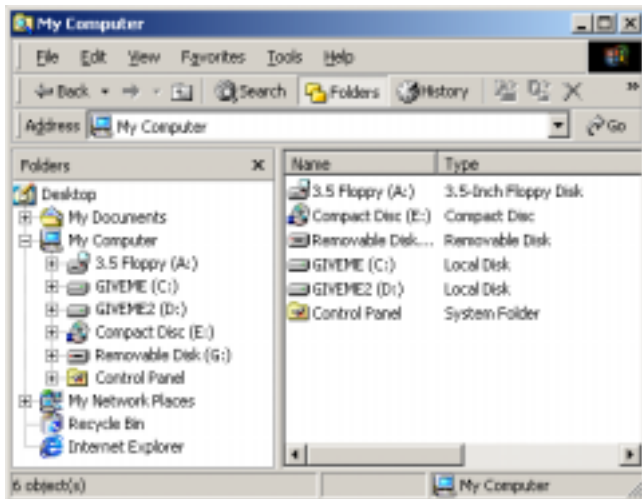 My Computer
File Edit View Favorites Tools Help
Back Search Folders History »
Address My Computer Go
Folders
Desktop
My Documents
My Computer
3.5 Floppy (A:)
GIVEME (C:)
GIVEME2 (D:)
Compact Disc (E:)
Removable Disk (G:)
Control Panel
My Network Places
Recycle Bin
Internet Explorer
Name Type
3.5 Floppy (A:) 3.5-Inch Floppy Disk
Compact Disc (E:) Compact Disc
Removable Disk... Removable Disk
GIVEME (C:) Local Disk
GIVEME2 (D:) Local Disk
Control Panel System Folder
6 object(s) My Computer